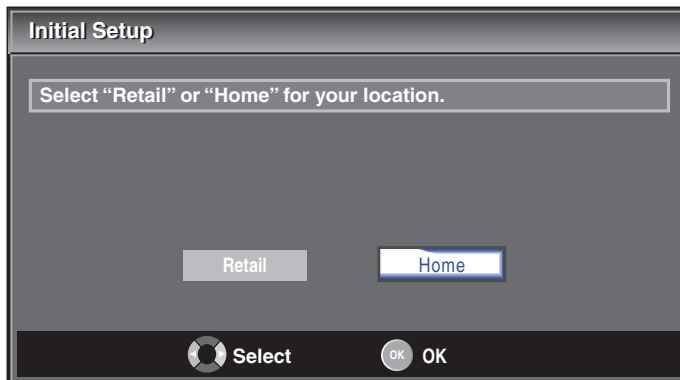 Initial Setup
Select “Retail” or “Home” for your location.
Retail Home
Select OK OK